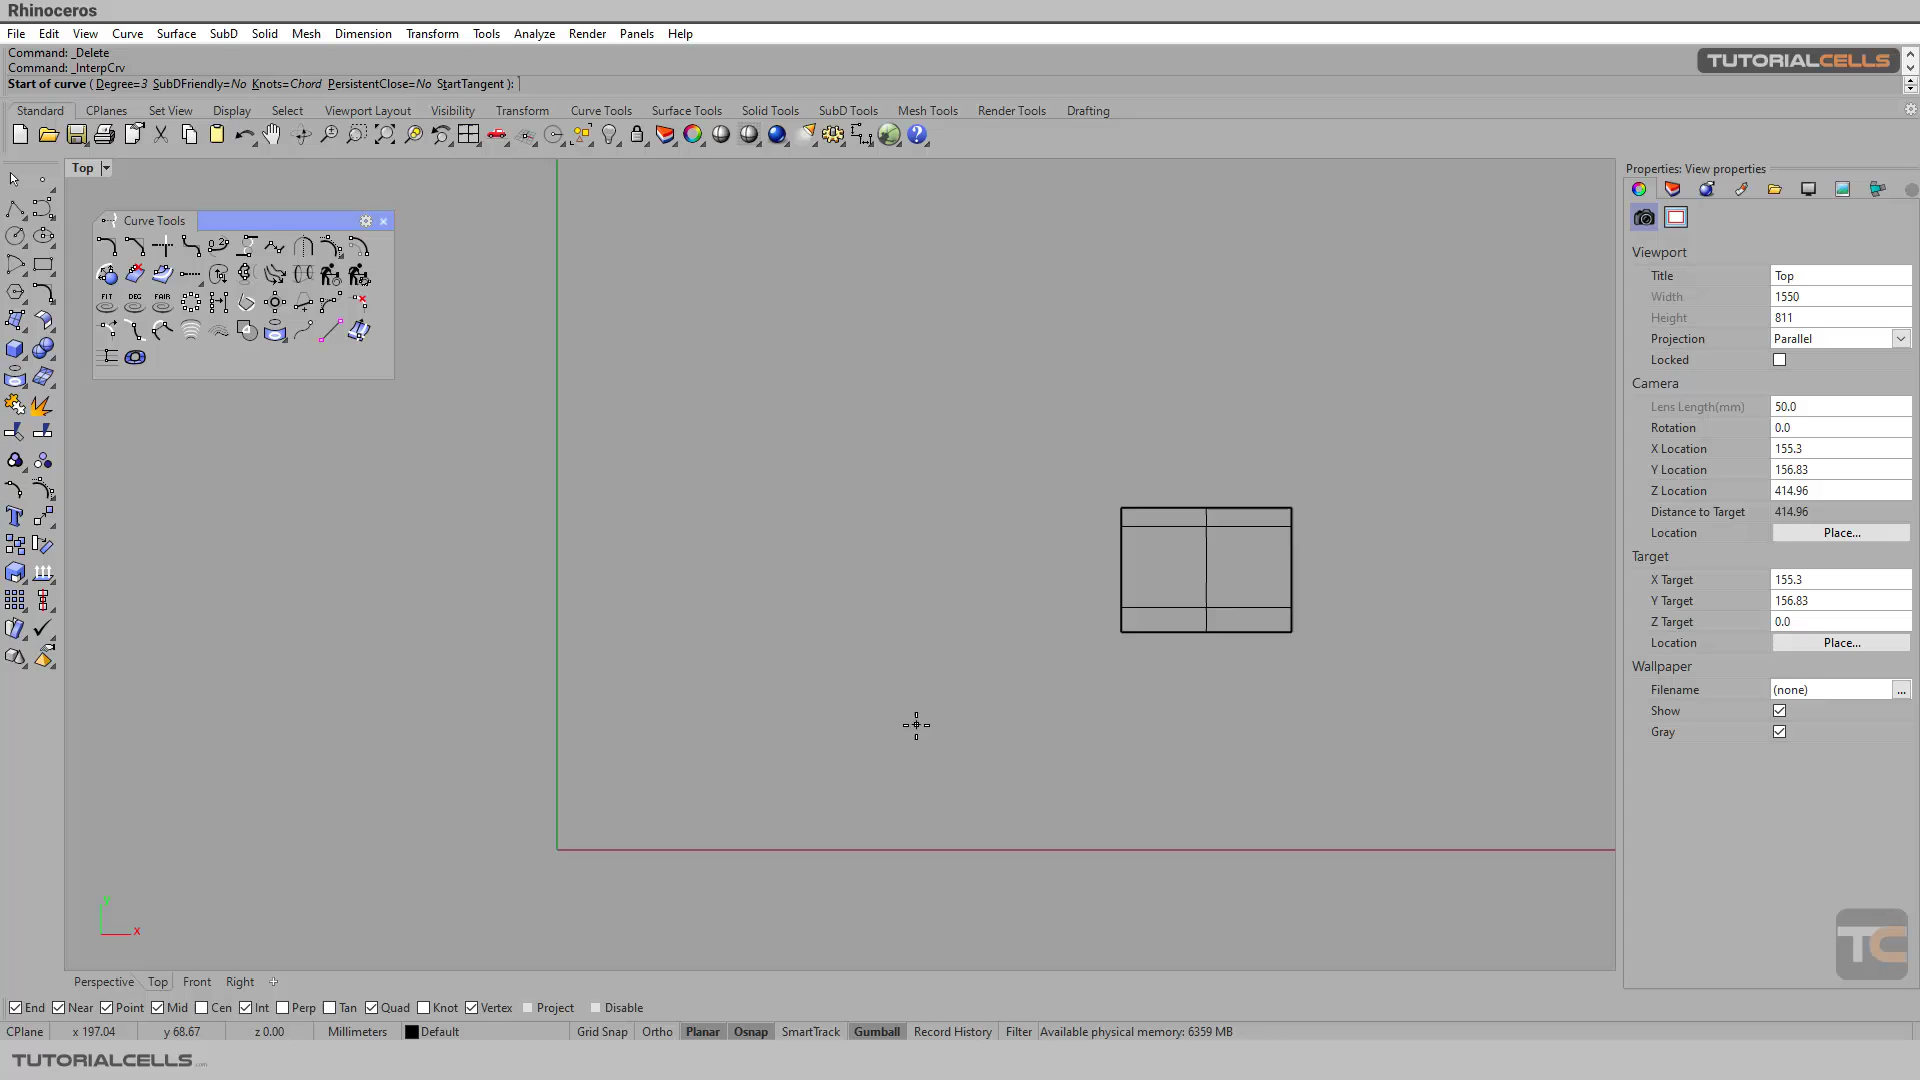 Rhinoceros
File Edit View Curve Surface SubD Solid Mesh Dimension Transform Tools Analyze Render Panels Help
Command: _Delete
Command: _InterpCrv
Start of curve ( Degree=3 SubDFriendly=No Knots=Chord PersistentClose=No StartTangent ):
TUTORIALCELLS
Standard CPlanes Set View Display Select Viewport Layout Visibility Transform Curve Tools Surface Tools Solid Tools SubD Tools Mesh Tools Render Tools Drafting
Top
Curve Tools
2
FIT DEG FAIR
y
x
Properties: View properties
Viewport
Title Top
Width 1550
Height 811
Projection Parallel
Locked
Camera
Lens Length(mm) 50.0
Rotation 0.0
X Location 155.3
Y Location 156.83
Z Location 414.96
Distance to Target 414.96
Location Place...
Target
X Target 155.3
Y Target 156.83
Z Target 0.0
Location Place...
Wallpaper
Filename (none) ...
Show
Gray
TC
Perspective Top Front Right
End Near Point Mid Cen Int Perp Tan Quad Knot Vertex Project Disable
CPlane x 197.04 y 68.67 z 0.00 Millimeters Default Grid Snap Ortho Planar Osnap SmartTrack Gumball Record History Filter Available physical memory: 6359 MB
TUTORIALCELLS.com